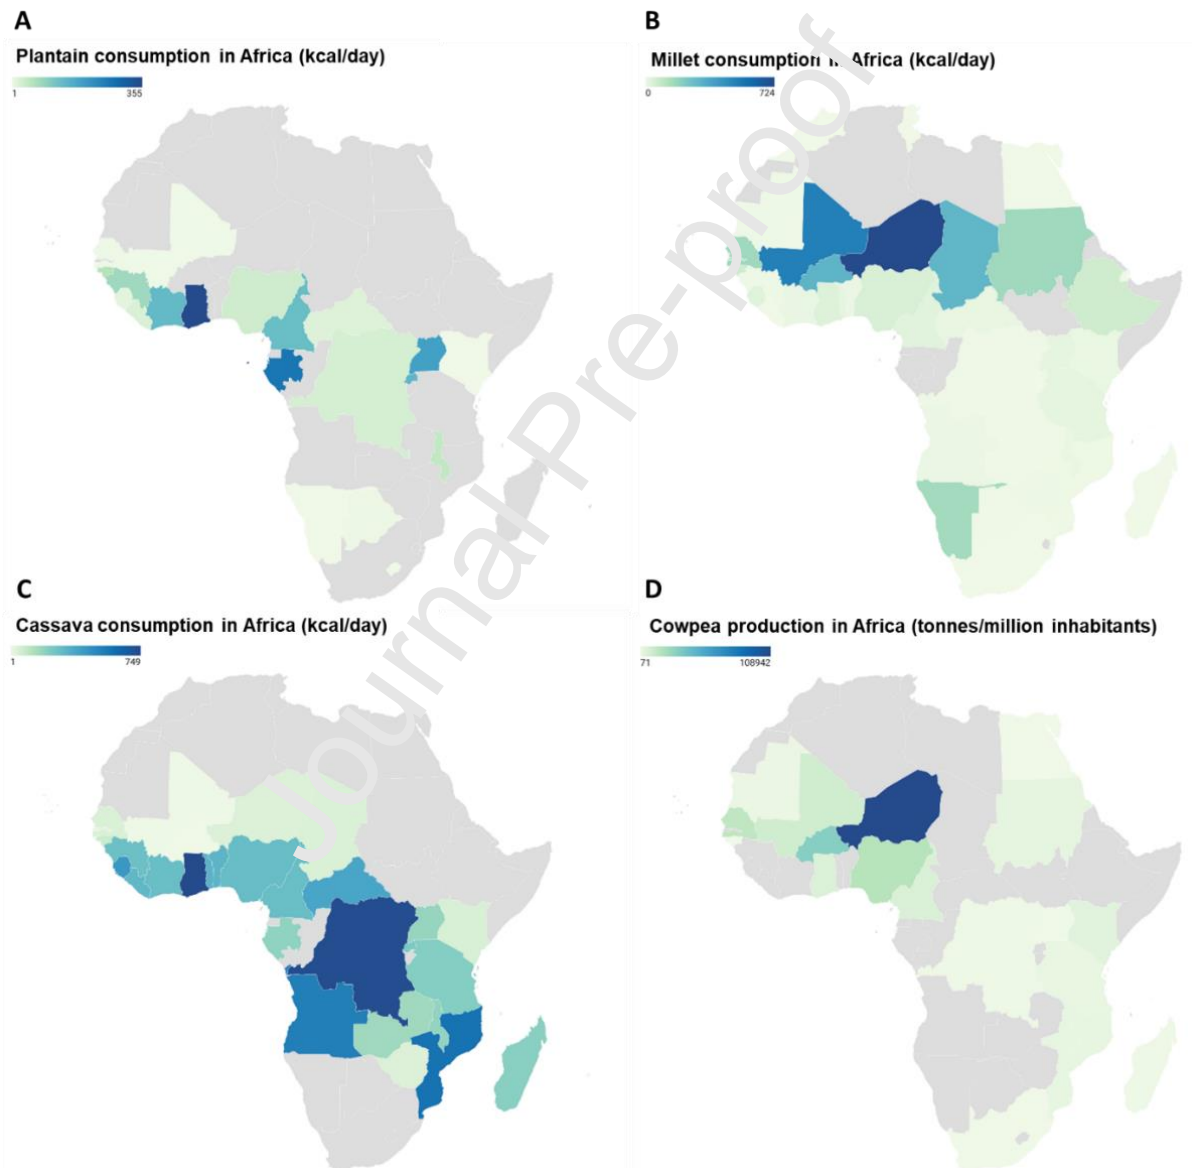 A
Plantain consumption in Africa (kcal/day)
1 355
B
Millet consumption in Africa (kcal/day)
0 724
C
Cassava consumption in Africa (kcal/day)
1 749
D
Cowpea production in Africa (tonnes/million inhabitants)
71 108942
Journal Pre-proof